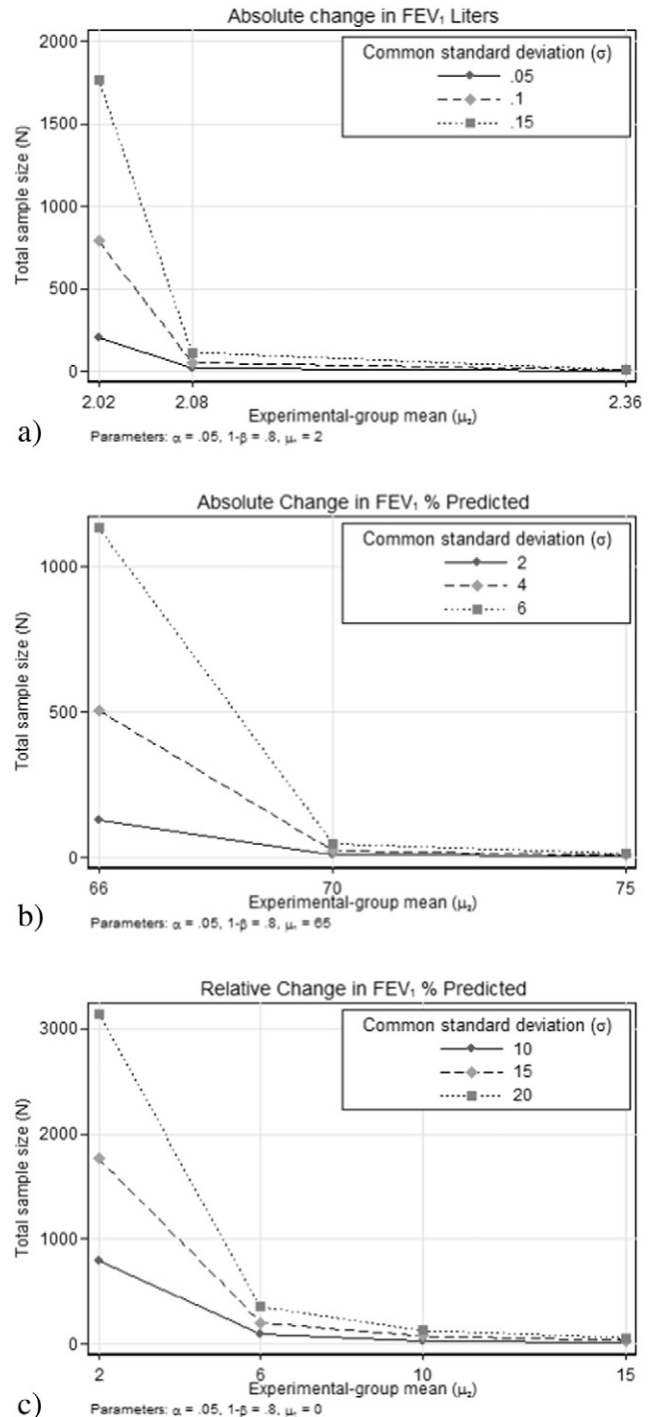 Absolute change in FEV₁ Liters
Total sample size (N)
2000
1500
1000
500
0
Common standard deviation (σ)
.05
.1
.15
2.02
2.08
2.36
Experimental-group mean (μ₂)
a)
Parameters: α = .05, 1-β = .8, μ₁ = 2
Absolute Change in FEV₁ % Predicted
Total sample size (N)
1000
500
0
Common standard deviation (σ)
2
4
6
66
70
75
Experimental-group mean (μ₂)
b)
Parameters: α = .05, 1-β = .8, μ₁ = 65
Relative Change in FEV₁ % Predicted
Total sample size (N)
3000
2000
1000
0
Common standard deviation (σ)
10
15
20
2
6
10
15
Experimental-group mean (μ₂)
c)
Parameters: α = .05, 1-β = .8, μ₁ = 0